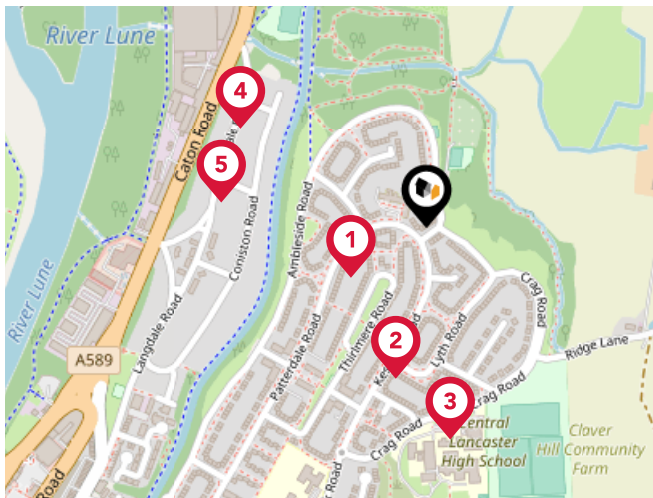 River Lune
4
Caton Road
5
1
Ambleside Road
Coniston Road
River Lune
Crag
Road
Langdale Road
Patterdale Road
Thirlmere Road
2
Lyth Road
Ridge Lane
A589
3
Crag Road
Crag Road
Central
Lancaster
High School
Claver
Hill Community
Farm
Road